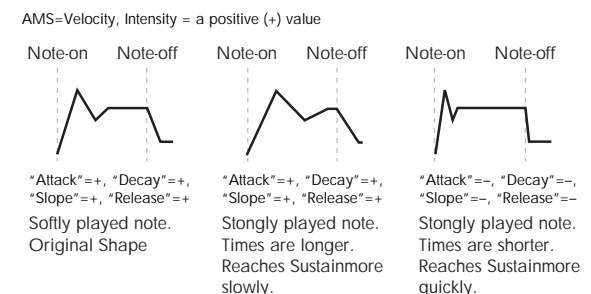 AMS=Velocity, Intensity = a positive (+) value
Note-on Note-off Note-on Note-off Note-on Note-off
"Attack"=+, "Decay"=+,
"Slope"=+, "Release"=+
Softly played note.
Original Shape
"Attack"=+, "Decay"=+,
"Slope"=+, "Release"=+
Stongly played note.
Times are longer.
Reaches Sustainmore
slowly.
"Attack"=–, "Decay"=–,
"Slope"=–, "Release"=–
Stongly played note.
Times are shorter.
Reaches Sustainmore
quickly.